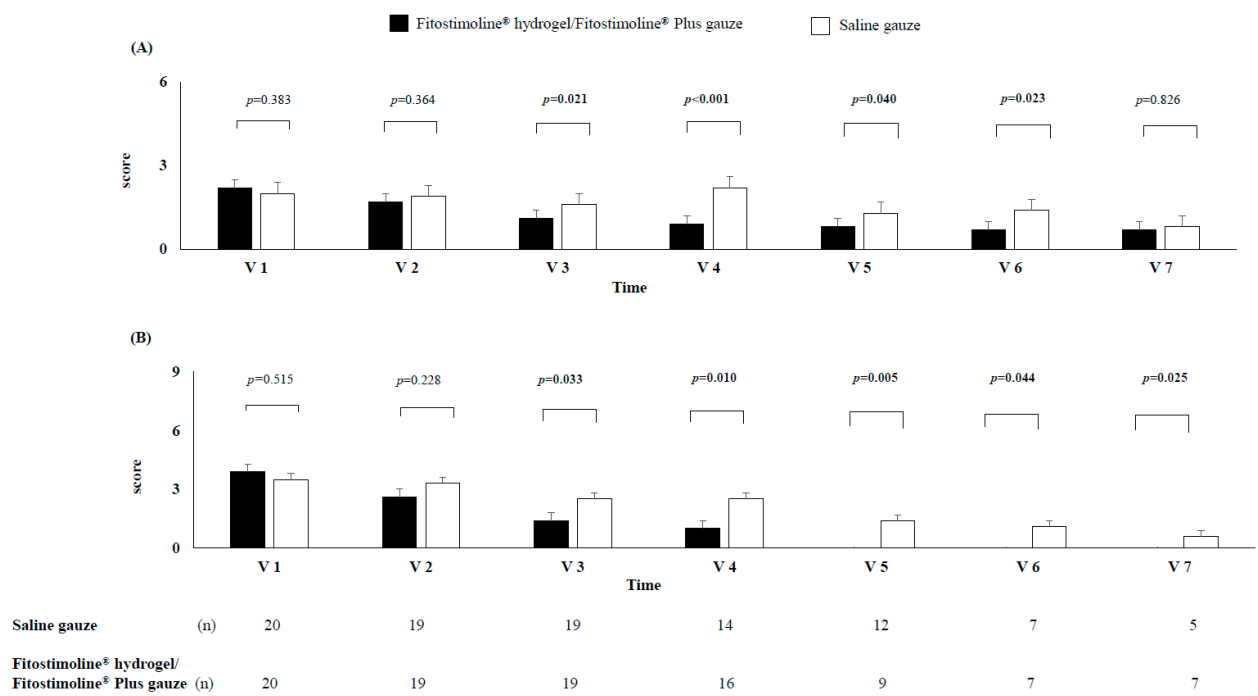 Fitostimoline® hydrogel/Fitostimoline® Plus gauze Saline gauze
(A)
6
p=0.383 p=0.364 p=0.021 p<0.001 p=0.040 p=0.023 p=0.826
3
score
0
V 1 V 2 V 3 V 4 V 5 V 6 V 7
Time
(B)
9
p=0.515 p=0.228 p=0.033 p=0.010 p=0.005 p=0.044 p=0.025
6
score
3
0
V 1 V 2 V 3 V 4 V 5 V 6 V 7
Time
Saline gauze (n) 20 19 19 14 12 7 5
Fitostimoline® hydrogel/
Fitostimoline® Plus gauze (n) 20 19 19 16 9 7 7